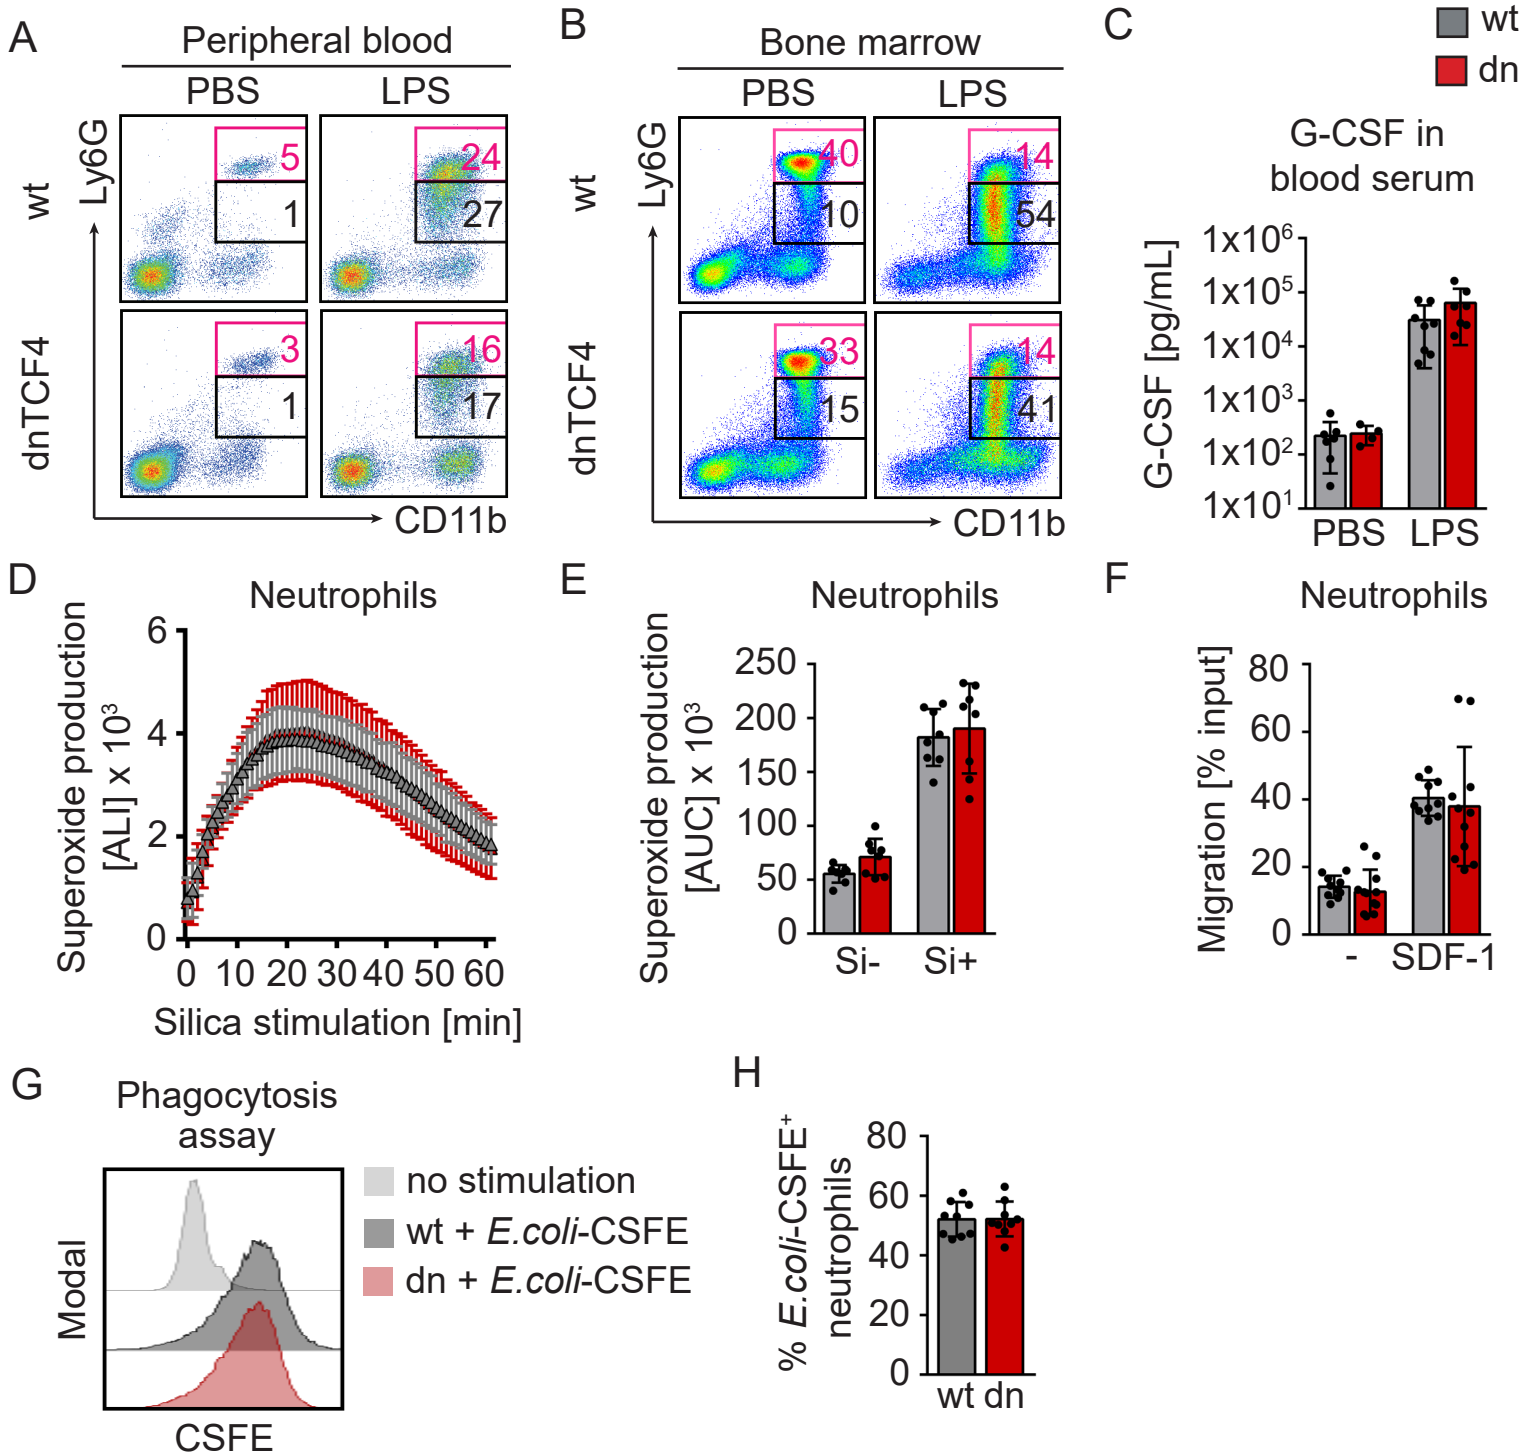 A
Peripheral blood
PBS
LPS
Ly6G
wt
5
1
24
27
dnTCF4
3
1
16
17
CD11b
B
Bone marrow
PBS
LPS
Ly6G
wt
40
10
14
54
dnTCF4
33
15
14
41
CD11b
C
wt
dn
G-CSF in
blood serum
G-CSF [pg/mL]
1x10⁶
1x10⁵
1x10⁴
1x10³
1x10²
1x10¹
PBS
LPS
D
Neutrophils
Superoxide production
[ALI] x 10³
6
4
2
0
0 10 20 30 40 50 60
Silica stimulation [min]
E
Neutrophils
Superoxide production
[AUC] x 10³
250
200
150
100
50
0
Si-
Si+
F
Neutrophils
Migration [% input]
80
60
40
20
0
-
SDF-1
G
Phagocytosis
assay
Modal
CSFE
no stimulation
wt + E.coli-CSFE
dn + E.coli-CSFE
H
% E.coli-CSFE⁺
neutrophils
80
60
40
20
0
wt dn